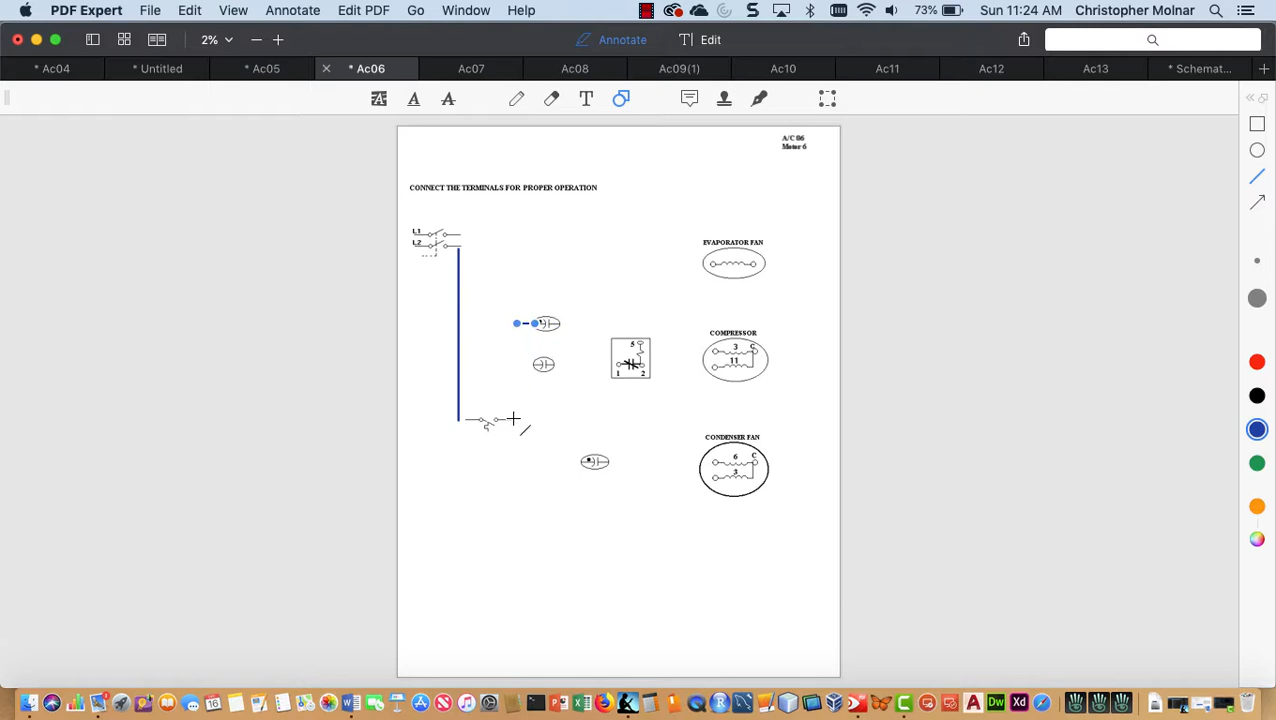 PDF Expert File Edit View Annotate Edit PDF Go Window Help 73% Sun 11:24 AM Christopher Molnar
2% Annotate Edit
* Ac04 * Untitled * Ac05 * Ac06 Ac07 Ac08 Ac09(1) Ac10 Ac11 Ac12 Ac13 * Schemat...
A A A T
A/C 06
Meter 6
CONNECT THE TERMINALS FOR PROPER OPERATION
L1
L2
EVAPORATOR FAN
COMPRESSOR
3 C
11
5
1 2
CONDENSER FAN
6 C
3